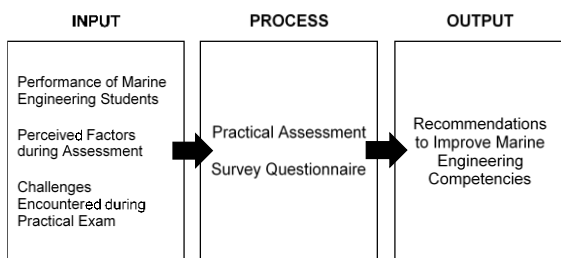 INPUT
Performance of Marine
Engineering Students
Perceived Factors
during Assessment
Challenges
Encountered during
Practical Exam
PROCESS
Practical Assessment
Survey Questionnaire
OUTPUT
Recommendations
to Improve Marine
Engineering
Competencies